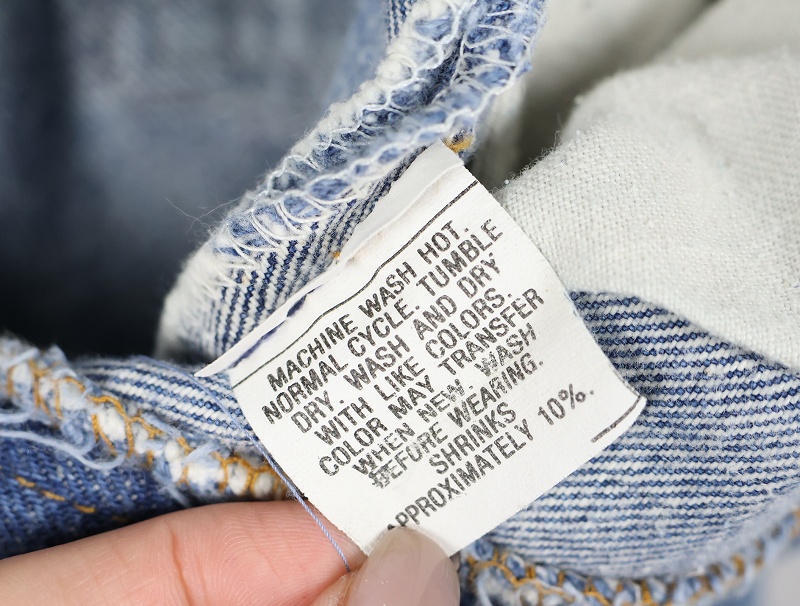 MACHINE WASH HOT.
NORMAL CYCLE. TUMBLE
DRY. WASH AND DRY
WITH LIKE COLORS.
COLOR MAY TRANSFER
WHEN NEW. WASH
BEFORE WEARING.
SHRINKS
APPROXIMATELY 10%.